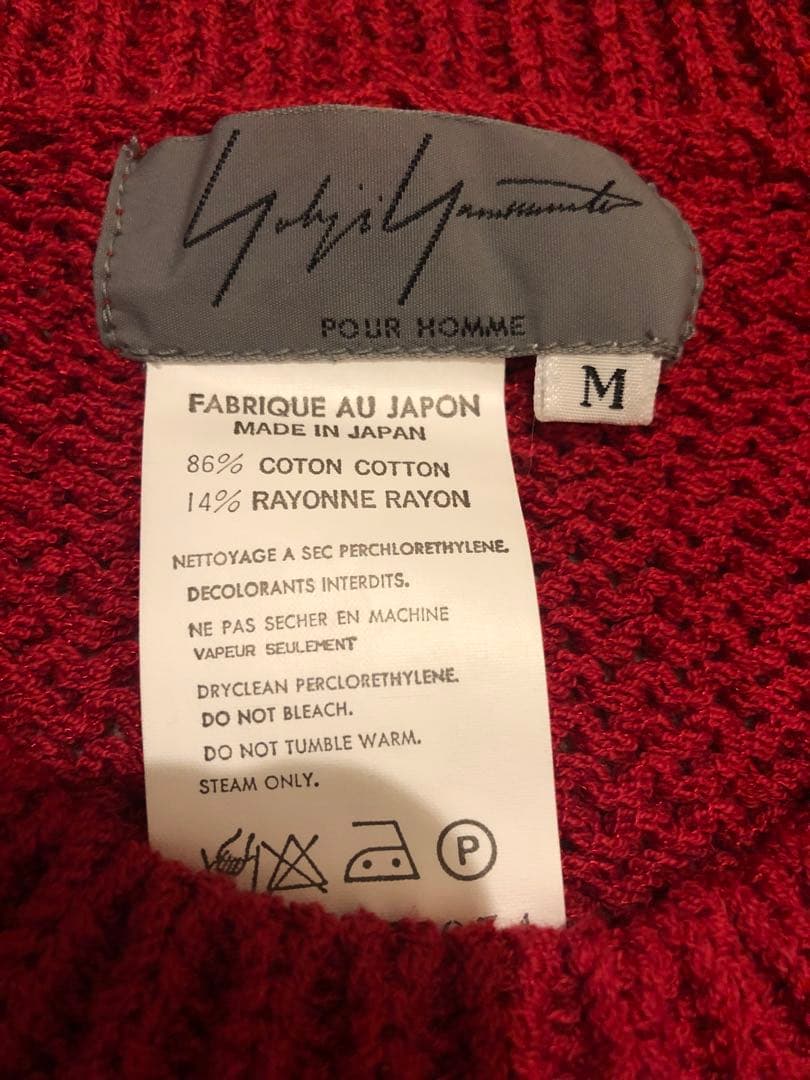 Yohji Yamamoto
POUR HOMME
M
FABRIQUE AU JAPON
MADE IN JAPAN
86% COTON COTTON
14% RAYONNE RAYON
NETTOYAGE A SEC PERCHLORETHYLENE.
DECOLORANTS INTERDITS.
NE PAS SECHER EN MACHINE
VAPEUR SEULEMENT
DRYCLEAN PERCLORETHYLENE.
DO NOT BLEACH.
DO NOT TUMBLE WARM.
STEAM ONLY.
P